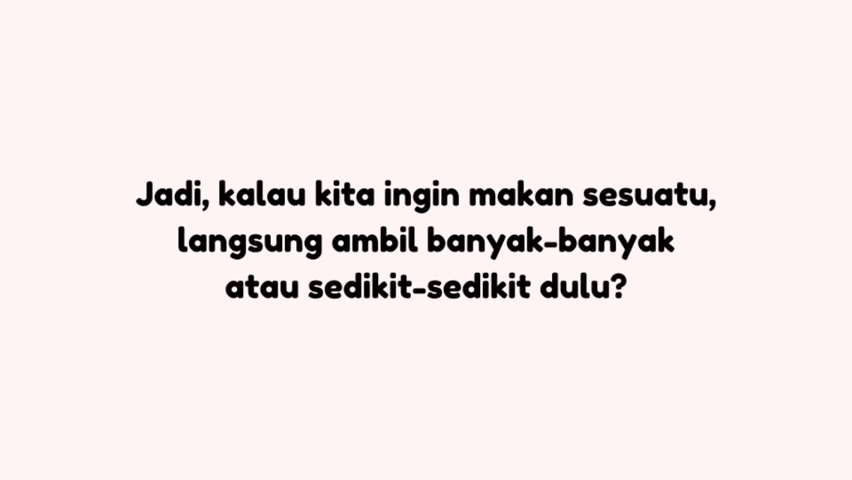 Jadi, kalau kita ingin makan sesuatu,
langsung ambil banyak-banyak
atau sedikit-sedikit dulu?